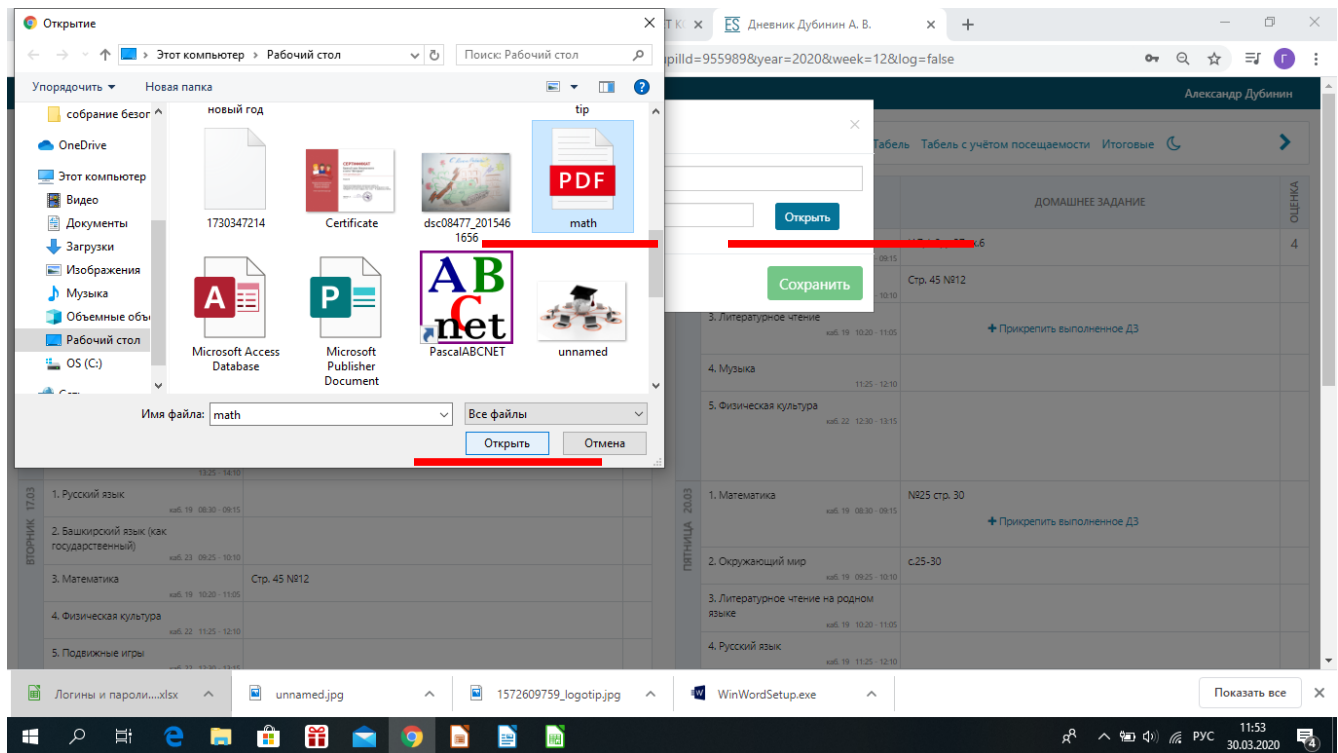 Открытие
Этот компьютер > Рабочий стол
Поиск: Рабочий стол
Упорядочить
Новая папка
собрание безог
OneDrive
Этот компьютер
Видео
Документы
Загрузки
Изображения
Музыка
Объемные объ
Рабочий стол
OS (C:)
новый год
tip
1730347214
Certificate
СЕРТИФИКАТ
dsc08477_201546
1656
PDF
math
Microsoft Access
Database
Microsoft
Publisher
Document
PascalABCNET
ABCnet
unnamed
Имя файла: math
Все файлы
Открыть
Отмена
ES Дневник Дубинин А. В.
upilId=955989&year=2020&week=12&log=false
Г
Александр Дубинин
Табель Табель с учётом посещаемости Итоговые
Открыть
Сохранить
ДОМАШНЕЕ ЗАДАНИЕ
ОЦЕНКА
4
- 09:15
Стр. 45 №12
- 10:10
3. Литературное чтение
каб. 19 10:20 - 11:05
+ Прикрепить выполненное ДЗ
4. Музыка
11:25 - 12:10
5. Физическая культура
каб. 22 12:30 - 13:15
13:25 - 14:10
ВТОРНИК 17.03
1. Русский язык
каб. 19 08:30 - 09:15
2. Башкирский язык (как
государственный)
каб. 23 09:25 - 10:10
3. Математика
Стр. 45 №12
каб. 19 10:20 - 11:05
4. Физическая культура
каб. 22 11:25 - 12:10
5. Подвижные игры
ПЯТНИЦА 20.03
1. Математика
№25 стр. 30
каб. 19 08:30 - 09:15
+ Прикрепить выполненное ДЗ
2. Окружающий мир
с.25-30
каб. 19 09:25 - 10:10
3. Литературное чтение на родном
языке
каб. 19 10:20 - 11:05
4. Русский язык
каб. 19 11:25 - 12:10
Логины и пароли....xlsx
unnamed.jpg
1572609759_logotip.jpg
WinWordSetup.exe
Показать все
РУС
11:53
30.03.2020
4